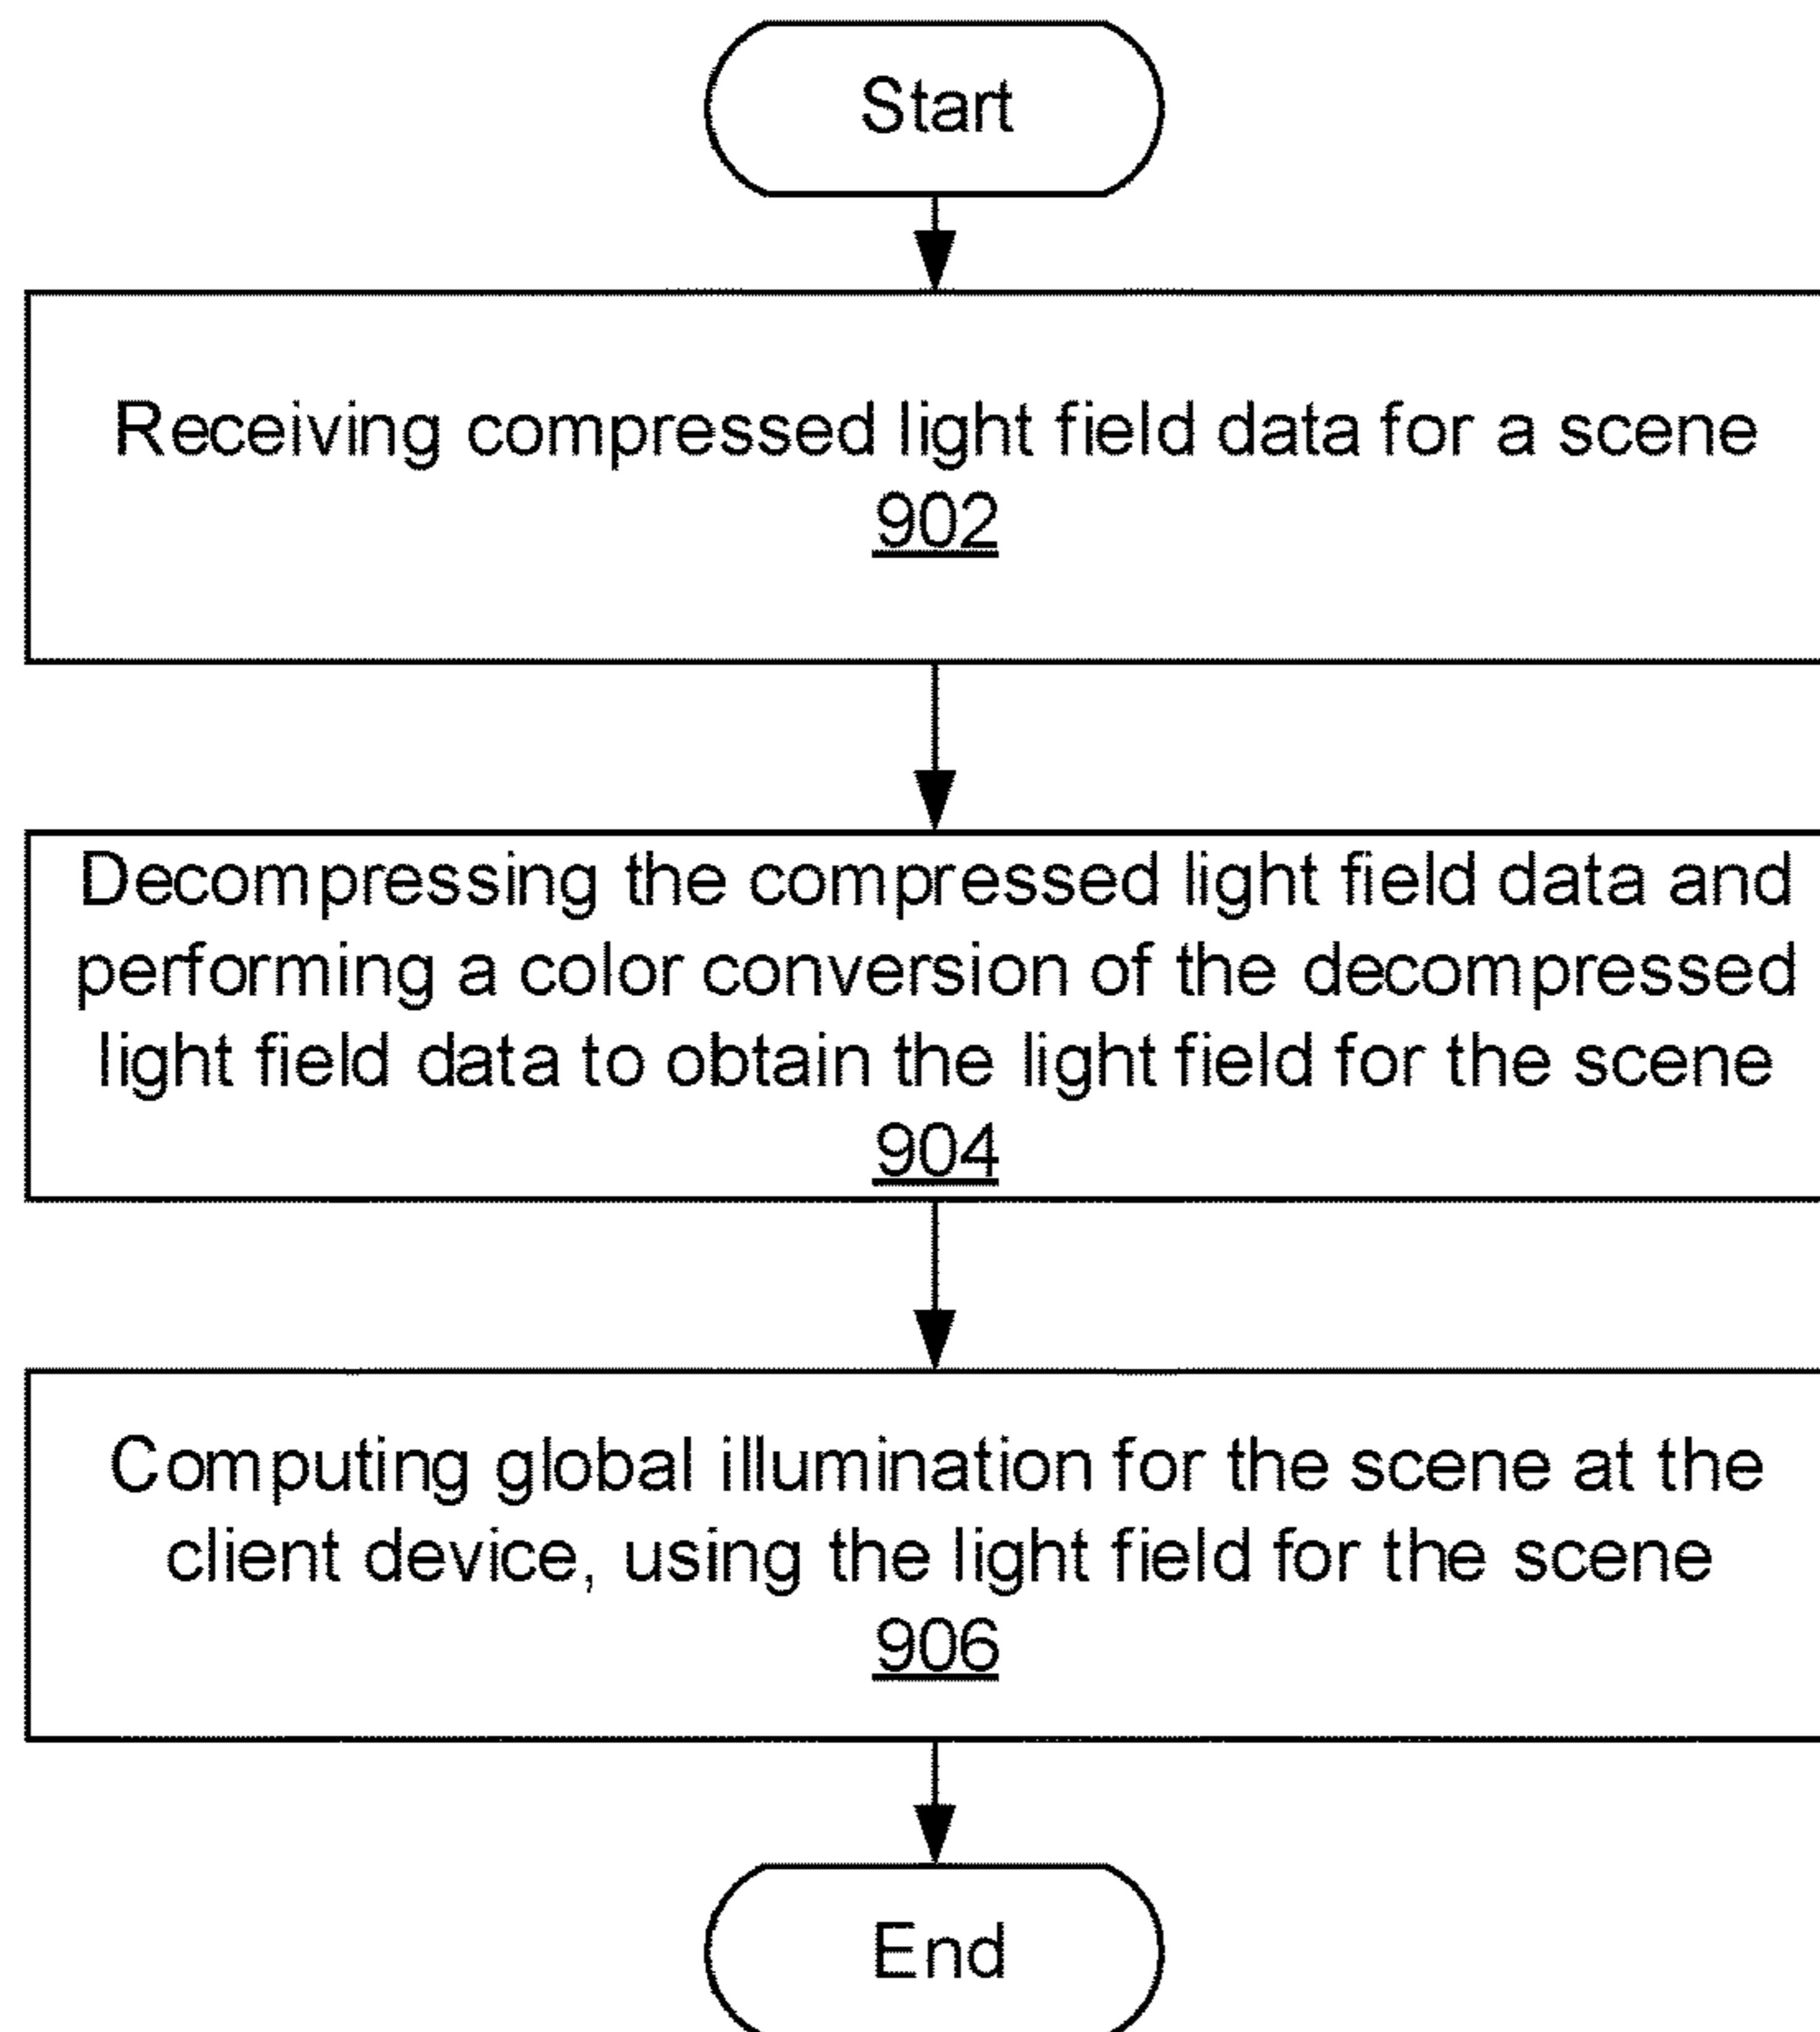 Start
Receiving compressed light field data for a scene
902
Decompressing the compressed light field data and
performing a color conversion of the decompressed
light field data to obtain the light field for the scene
904
Computing global illumination for the scene at the
client device, using the light field for the scene
906
End